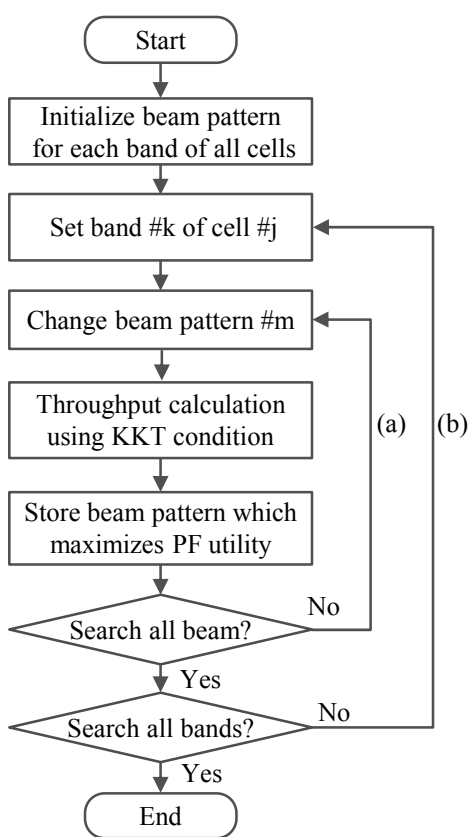 Start
Initialize beam pattern
for each band of all cells
Set band #k of cell #j
Change beam pattern #m
Throughput calculation
using KKT condition
(a)
(b)
Store beam pattern which
maximizes PF utility
No
Search all beam?
Yes
No
Search all bands?
Yes
End